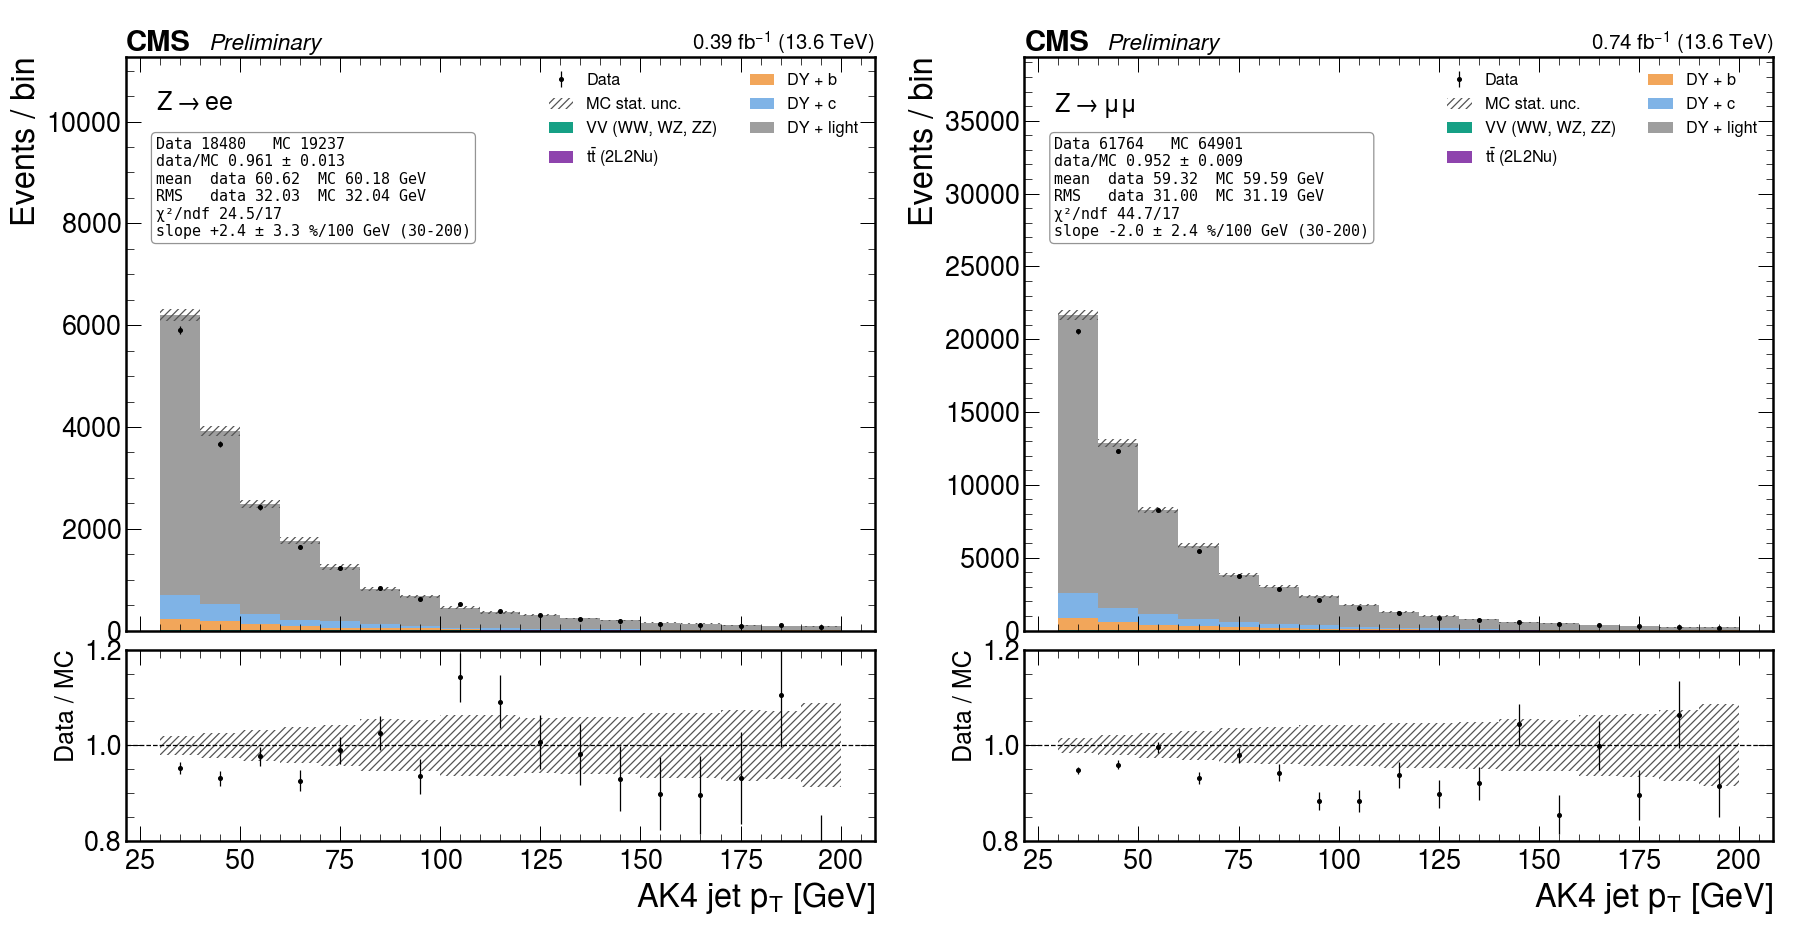 CMS Preliminary 0.39 fb⁻¹ (13.6 TeV)
Events / bin
Z → ee
Data
MC stat. unc.
VV (WW, WZ, ZZ)
tt̄ (2L2Nu)
DY + b
DY + c
DY + light
Data 18480 MC 19237
data/MC 0.961 ± 0.013
mean data 60.62 MC 60.18 GeV
RMS data 32.03 MC 32.04 GeV
χ²/ndf 24.5/17
slope +2.4 ± 3.3 %/100 GeV (30-200)
10000
8000
6000
4000
2000
0
Data / MC
1.2
1.0
0.8
25 50 75 100 125 150 175 200
AK4 jet pT [GeV]
CMS Preliminary 0.74 fb⁻¹ (13.6 TeV)
Events / bin
Z → μμ
Data
MC stat. unc.
VV (WW, WZ, ZZ)
tt̄ (2L2Nu)
DY + b
DY + c
DY + light
Data 61764 MC 64901
data/MC 0.952 ± 0.009
mean data 59.32 MC 59.59 GeV
RMS data 31.00 MC 31.19 GeV
χ²/ndf 44.7/17
slope -2.0 ± 2.4 %/100 GeV (30-200)
35000
30000
25000
20000
15000
10000
5000
0
Data / MC
1.2
1.0
0.8
25 50 75 100 125 150 175 200
AK4 jet pT [GeV]